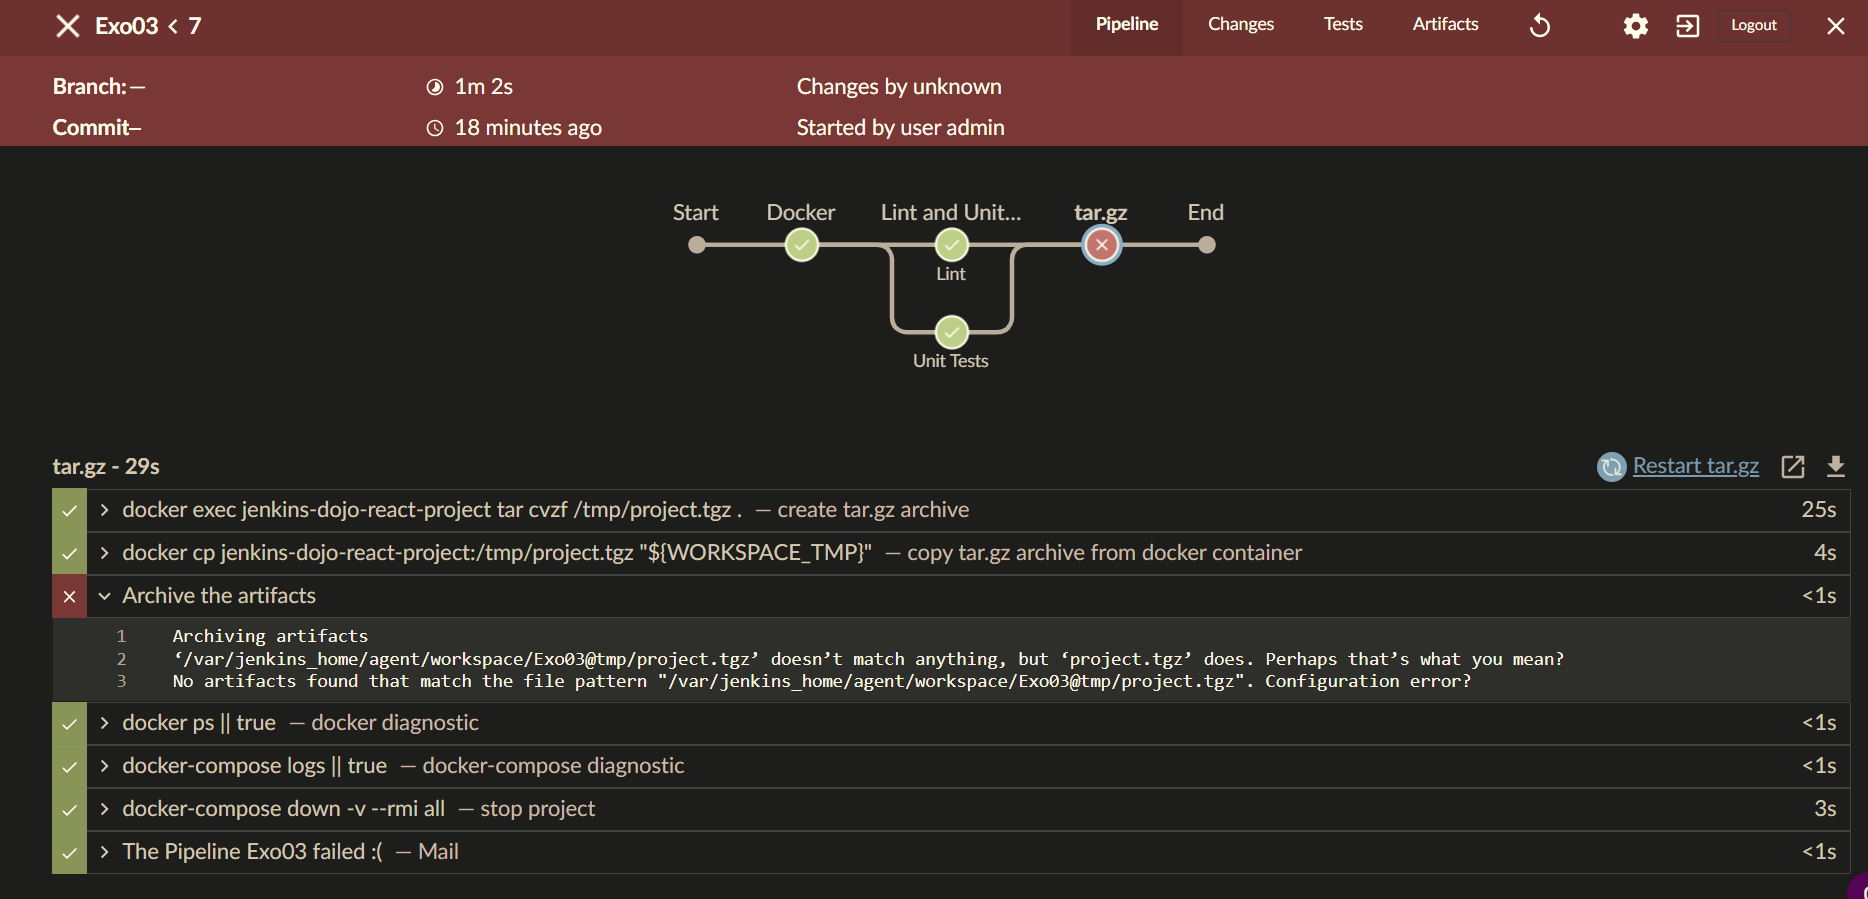 Exo03 < 7
Pipeline
Changes
Tests
Artifacts
Logout
Branch: —
1m 2s
Changes by unknown
Commit—
18 minutes ago
Started by user admin
Start
Docker
Lint and Unit...
tar.gz
End
Lint
Unit Tests
tar.gz - 29s
Restart tar.gz
docker exec jenkins-dojo-react-project tar cvzf /tmp/project.tgz . — create tar.gz archive 25s
docker cp jenkins-dojo-react-project:/tmp/project.tgz "${WORKSPACE_TMP}" — copy tar.gz archive from docker container 4s
Archive the artifacts <1s
1 Archiving artifacts
2 ‘/var/jenkins_home/agent/workspace/Exo03@tmp/project.tgz’ doesn’t match anything, but ‘project.tgz’ does. Perhaps that’s what you mean?
3 No artifacts found that match the file pattern "/var/jenkins_home/agent/workspace/Exo03@tmp/project.tgz". Configuration error?
docker ps || true — docker diagnostic <1s
docker-compose logs || true — docker-compose diagnostic <1s
docker-compose down -v --rmi all — stop project 3s
The Pipeline Exo03 failed :( — Mail <1s